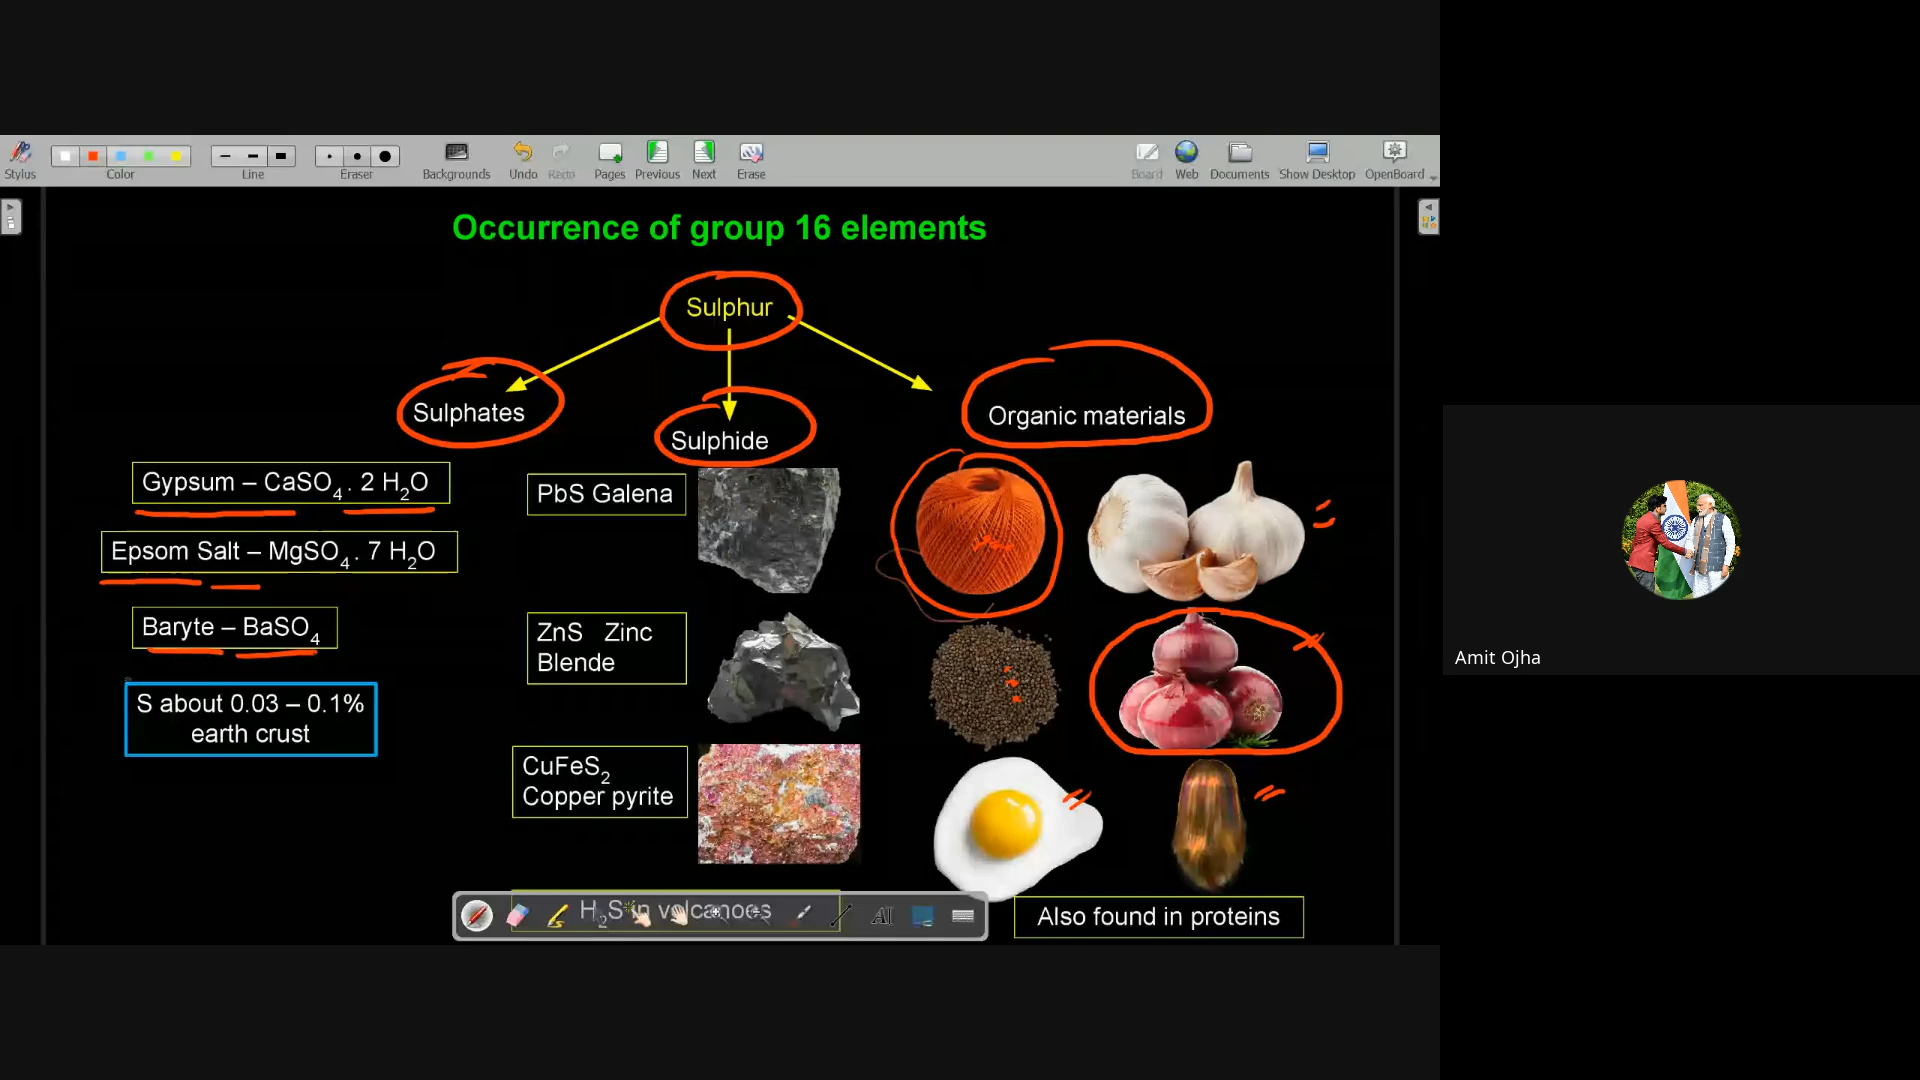 Stylus
Color
Line
Eraser
Backgrounds
Undo
Redo
Pages
Previous
Next
Erase
Board
Web
Documents
Show Desktop
OpenBoard
Occurrence of group 16 elements
Sulphur
Sulphates
Sulphide
Organic materials
Gypsum – CaSO₄ . 2 H₂O
Epsom Salt – MgSO₄ . 7 H₂O
Baryte – BaSO₄
S about 0.03 – 0.1%
earth crust
PbS Galena
ZnS Zinc
Blende
CuFeS₂
Copper pyrite
H₂S in volcanoes
AI
Also found in proteins
Amit Ojha